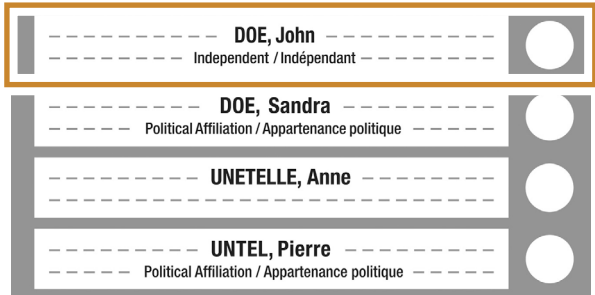 DOE, John
Independent / Indépendant
DOE, Sandra
Political Affiliation / Appartenance politique
UNETELLE, Anne
UNTEL, Pierre
Political Affiliation / Appartenance politique